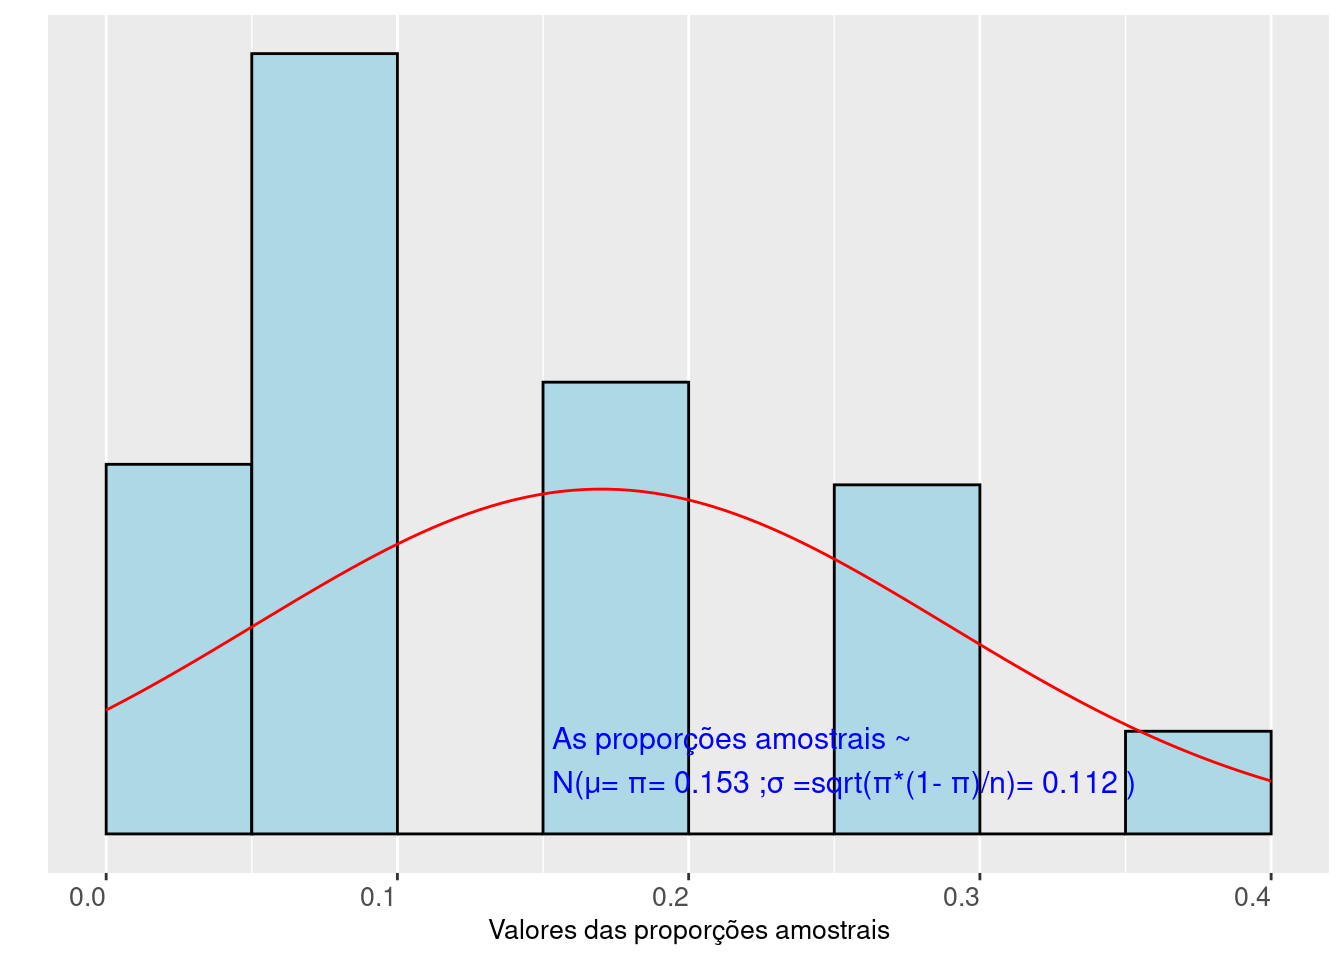 As proporções amostrais ~
N(μ= π= 0.153 ;σ =sqrt(π*(1- π)/n)= 0.112 )
0.0 0.1 0.2 0.3 0.4
Valores das proporções amostrais